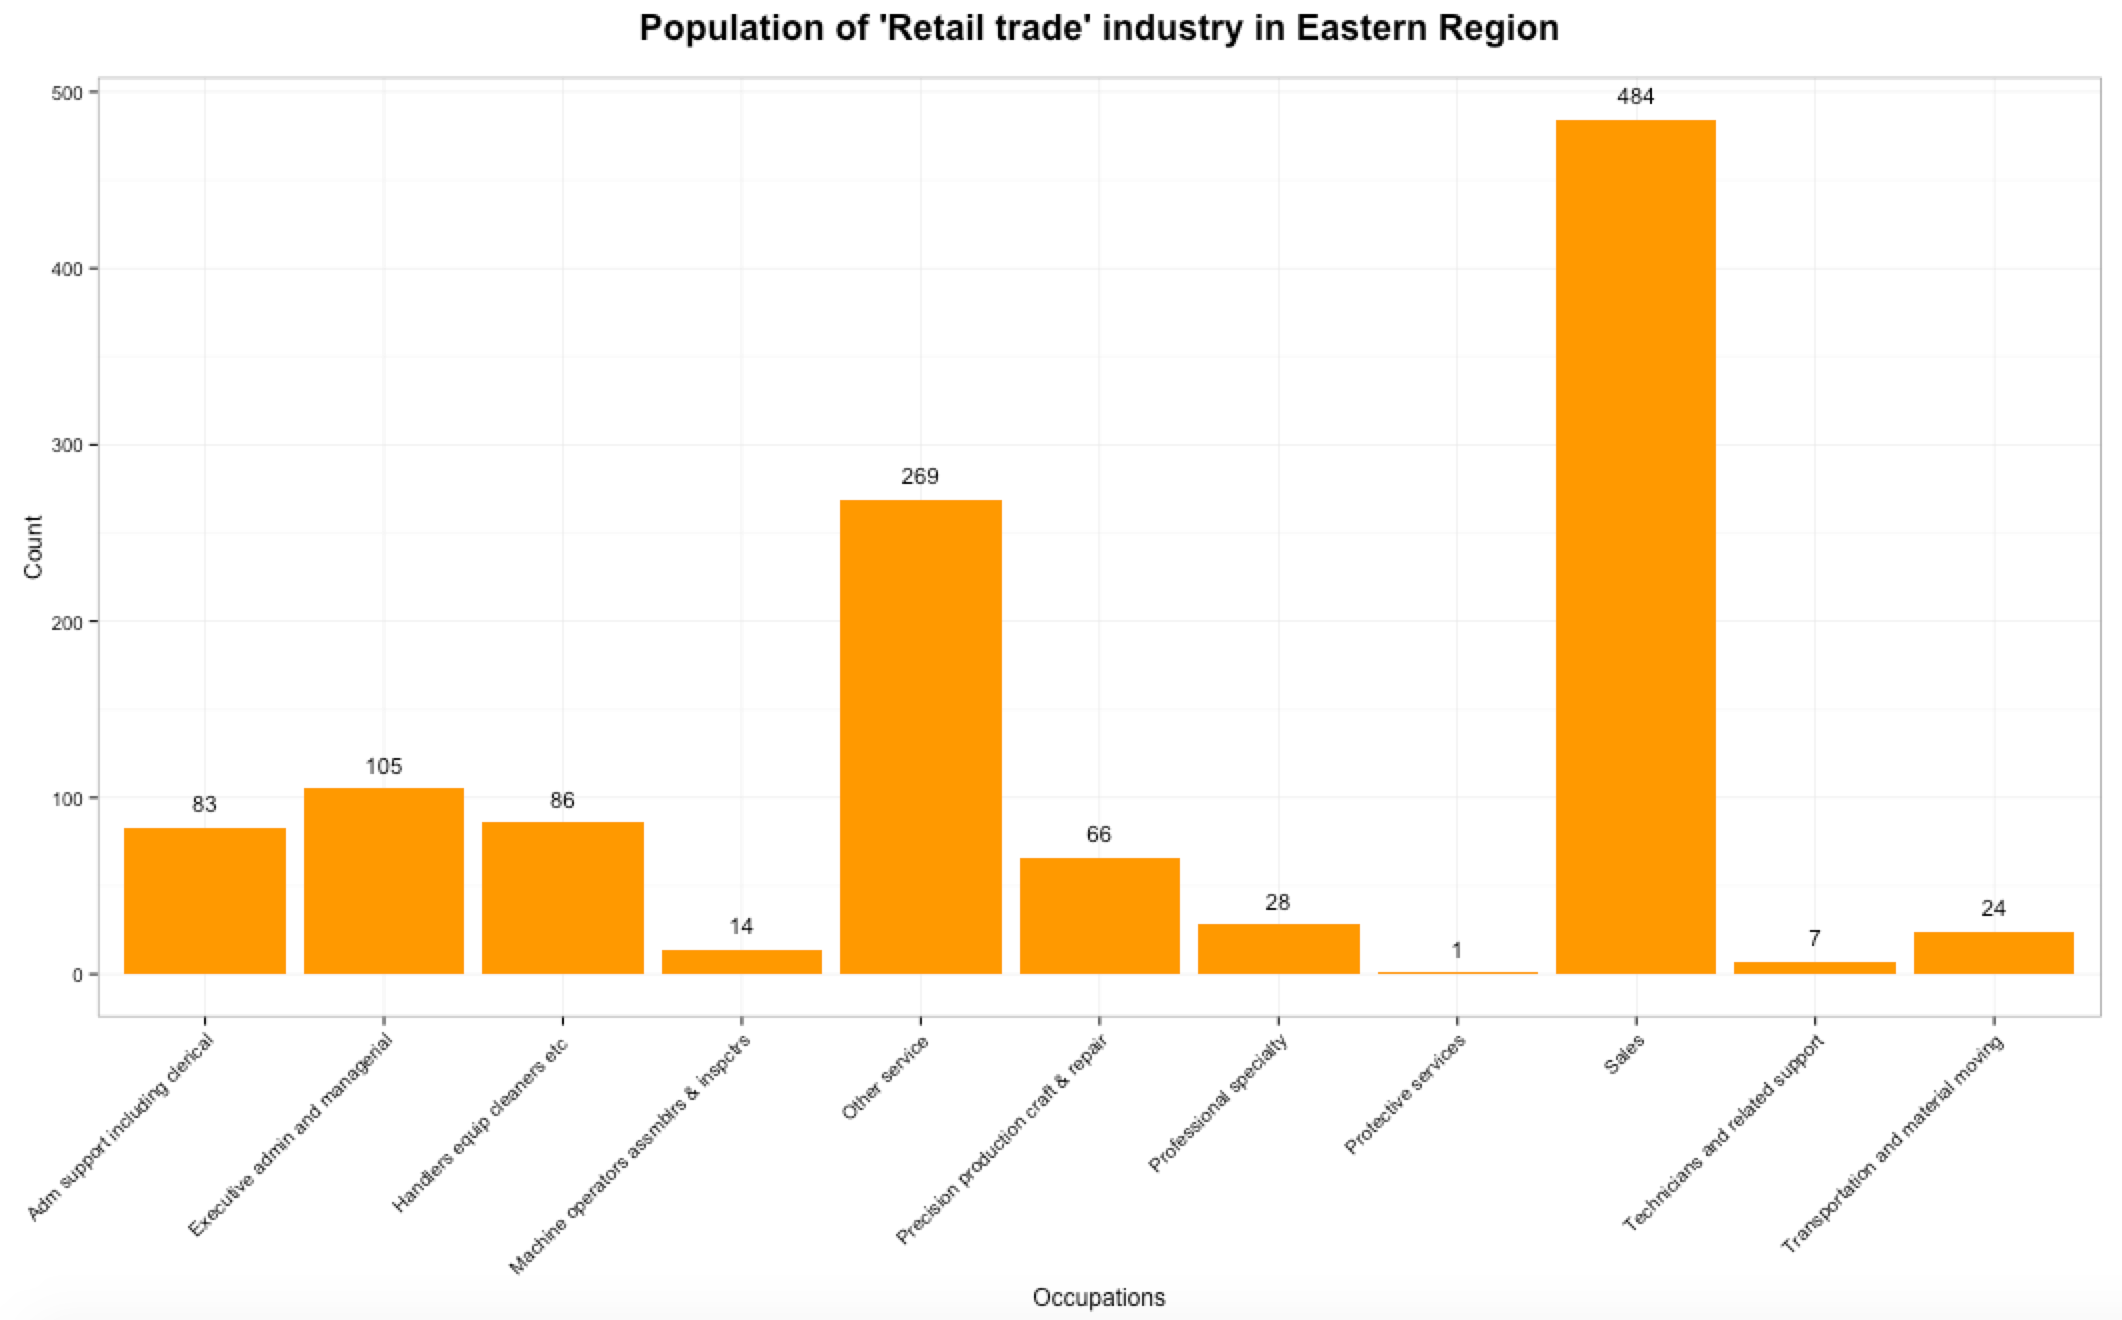 Population of 'Retail trade' industry in Eastern Region
500
400
300
200
100
0
Count
83
105
86
14
269
66
28
1
484
7
24
Adm support including clerical
Executive admin and managerial
Handlers equip cleaners etc
Machine operators assmblrs & inspctrs
Other service
Precision production craft & repair
Professional specialty
Protective services
Sales
Technicians and related support
Transportation and material moving
Occupations